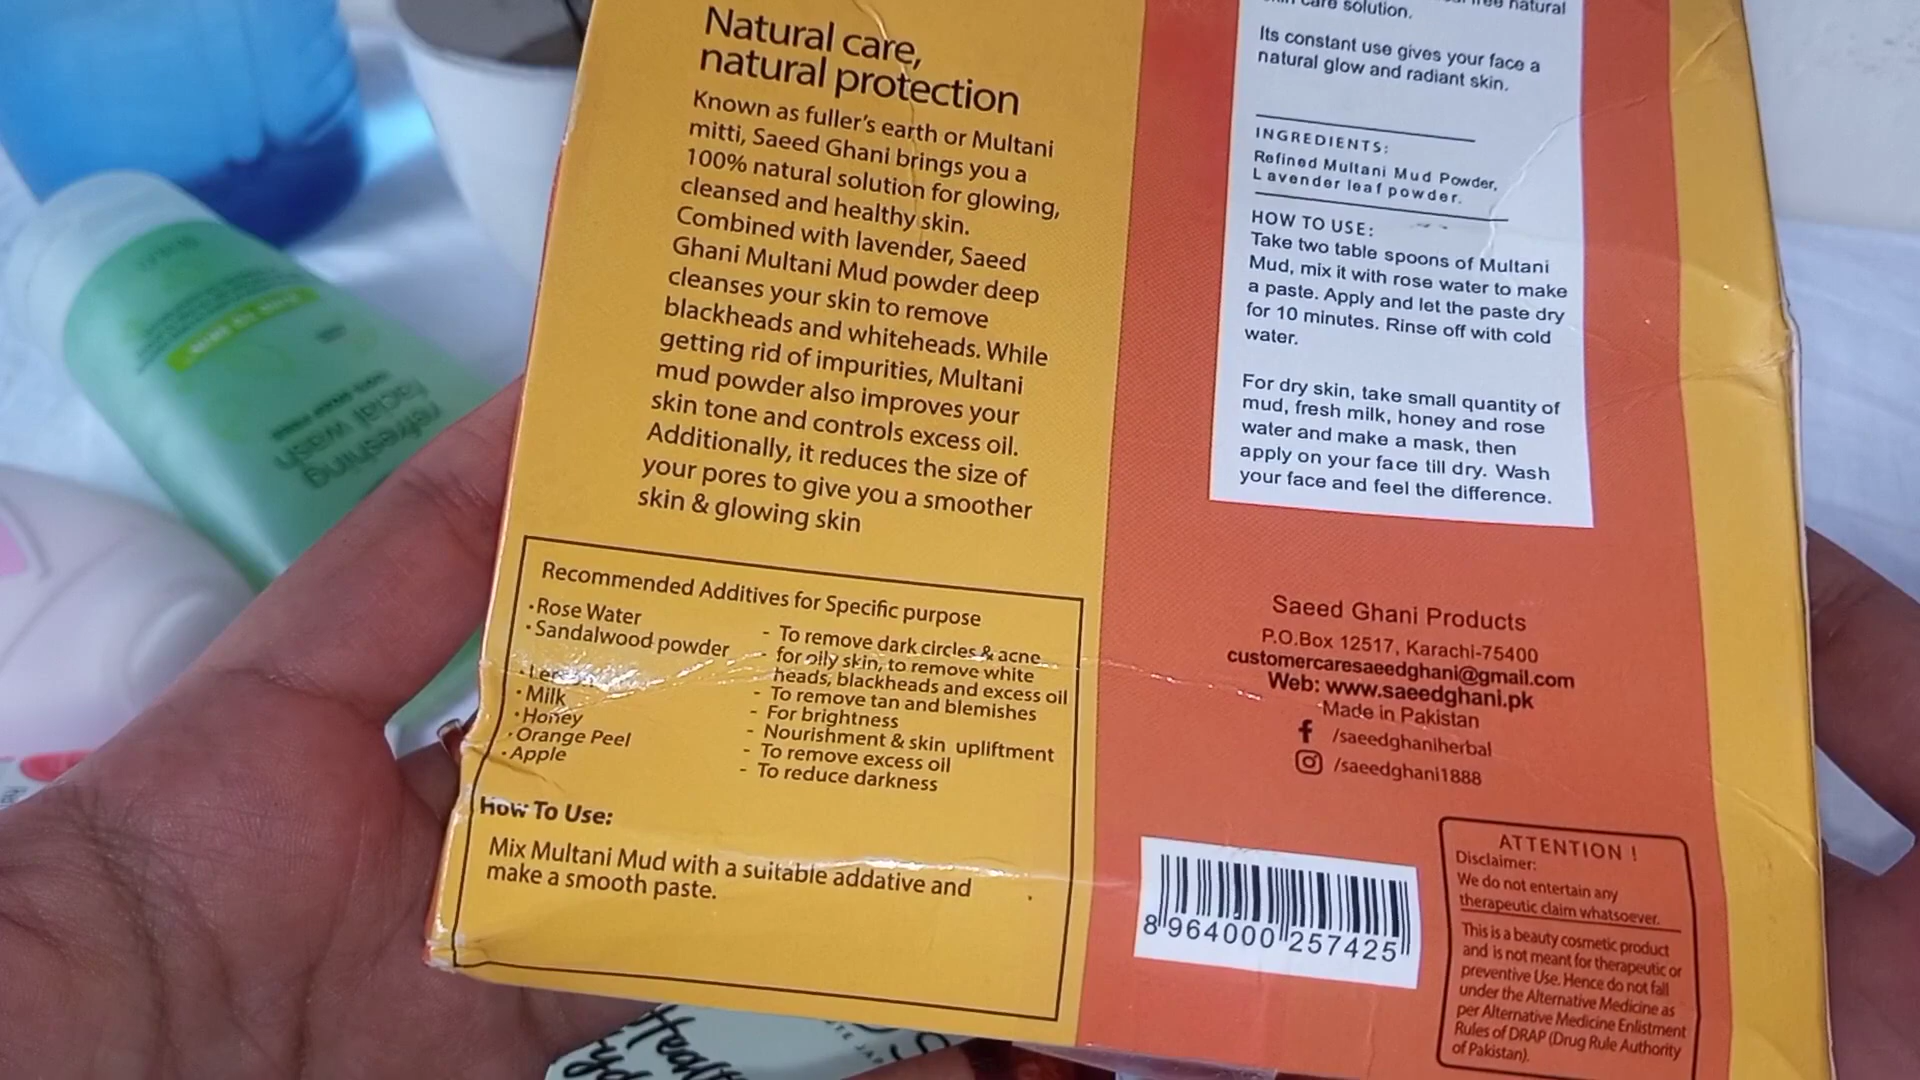 Natural care,
natural protection
Known as fuller's earth or Multani
mitti, Saeed Ghani brings you a
100% natural solution for glowing,
cleansed and healthy skin.
Combined with lavender, Saeed
Ghani Multani Mud powder deep
cleanses your skin to remove
blackheads and whiteheads. While
getting rid of impurities, Multani
mud powder also improves your
skin tone and controls excess oil.
Additionally, it reduces the size of
your pores to give you a smoother
skin & glowing skin
Recommended Additives for Specific purpose
• Rose Water - To remove dark circles & acne
• Sandalwood powder - for oily skin, to remove white
heads, blackheads and excess oil
- To remove tan and blemishes
• Milk - For brightness
• Honey - Nourishment & skin upliftment
• Orange Peel - To remove excess oil
• Apple - To reduce darkness
How To Use:
Mix Multani Mud with a suitable addative and
make a smooth paste.
natural
care solution.
Its constant use gives your face a
natural glow and radiant skin.
INGREDIENTS:
Refined Multani Mud Powder,
Lavender leaf powder.
HOW TO USE:
Take two table spoons of Multani
Mud, mix it with rose water to make
a paste. Apply and let the paste dry
for 10 minutes. Rinse off with cold
water.
For dry skin, take small quantity of
mud, fresh milk, honey and rose
water and make a mask, then
apply on your face till dry. Wash
your face and feel the difference.
Saeed Ghani Products
P.O.Box 12517, Karachi-75400
customercaresaeedghani@gmail.com
Web: www.saeedghani.pk
Made in Pakistan
/saeedghaniherbal
/saeedghani1888
8 964000 257425
ATTENTION !
Disclaimer:
We do not entertain any
therapeutic claim whatsoever.
This is a beauty cosmetic product
and is not meant for therapeutic or
preventive Use. Hence do not fall
under the Alternative Medicine as
per Alternative Medicine Enlistment
Rules of DRAP (Drug Rule Authority
of Pakistan).
refreshing
facial wash